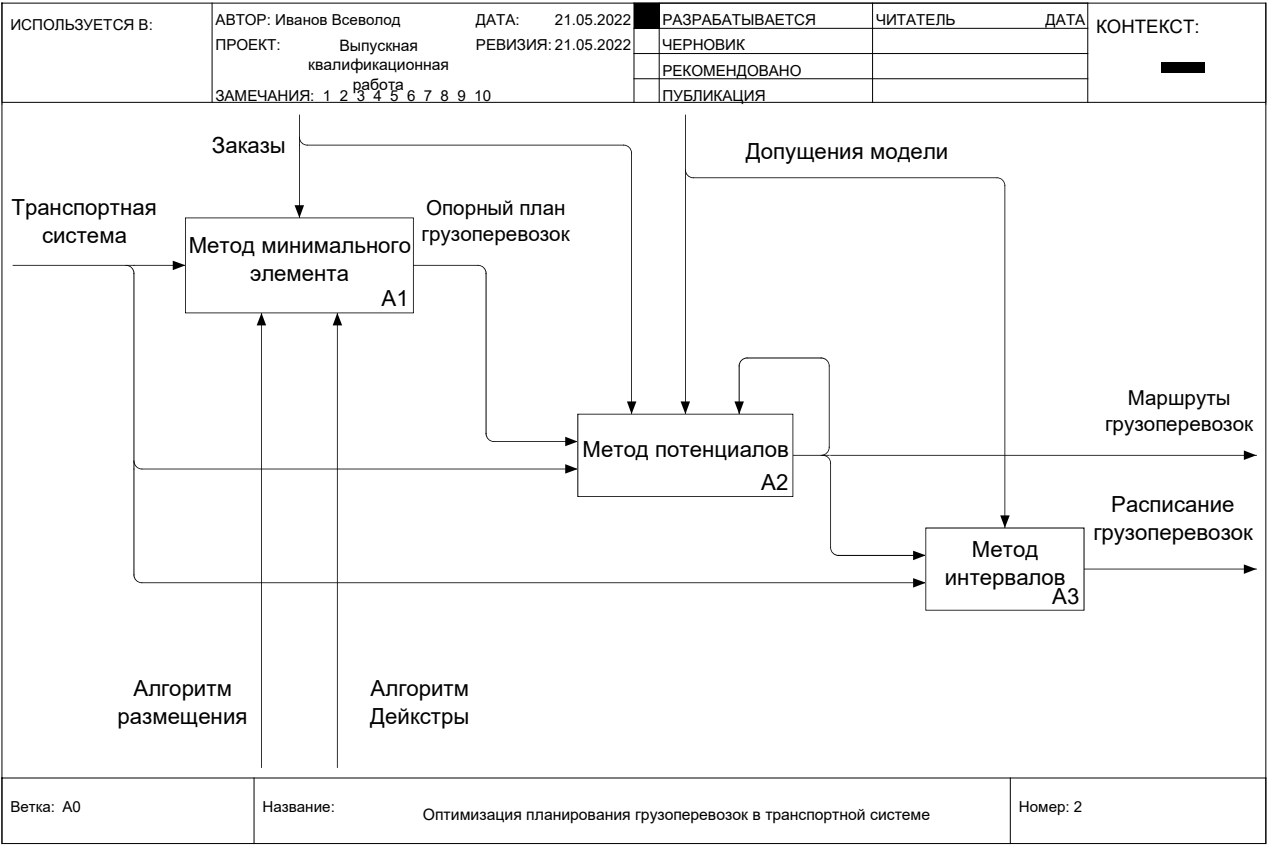 ИСПОЛЬЗУЕТСЯ В:
АВТОР: Иванов Всеволод
ДАТА: 21.05.2022
ПРОЕКТ: Выпускная
квалификационная
работа
РЕВИЗИЯ: 21.05.2022
ЗАМЕЧАНИЯ: 1 2 3 4 5 6 7 8 9 10
РАЗРАБАТЫВАЕТСЯ
ЧЕРНОВИК
РЕКОМЕНДОВАНО
ПУБЛИКАЦИЯ
ЧИТАТЕЛЬ ДАТА
КОНТЕКСТ:
Заказы
Допущения модели
Транспортная
система
Метод минимального
элемента
A1
Опорный план
грузоперевозок
Метод потенциалов
A2
Маршруты
грузоперевозок
Расписание
грузоперевозок
Метод
интервалов
A3
Алгоритм
размещения
Алгоритм
Дейкстры
Ветка: A0
Название: Оптимизация планирования грузоперевозок в транспортной системе
Номер: 2